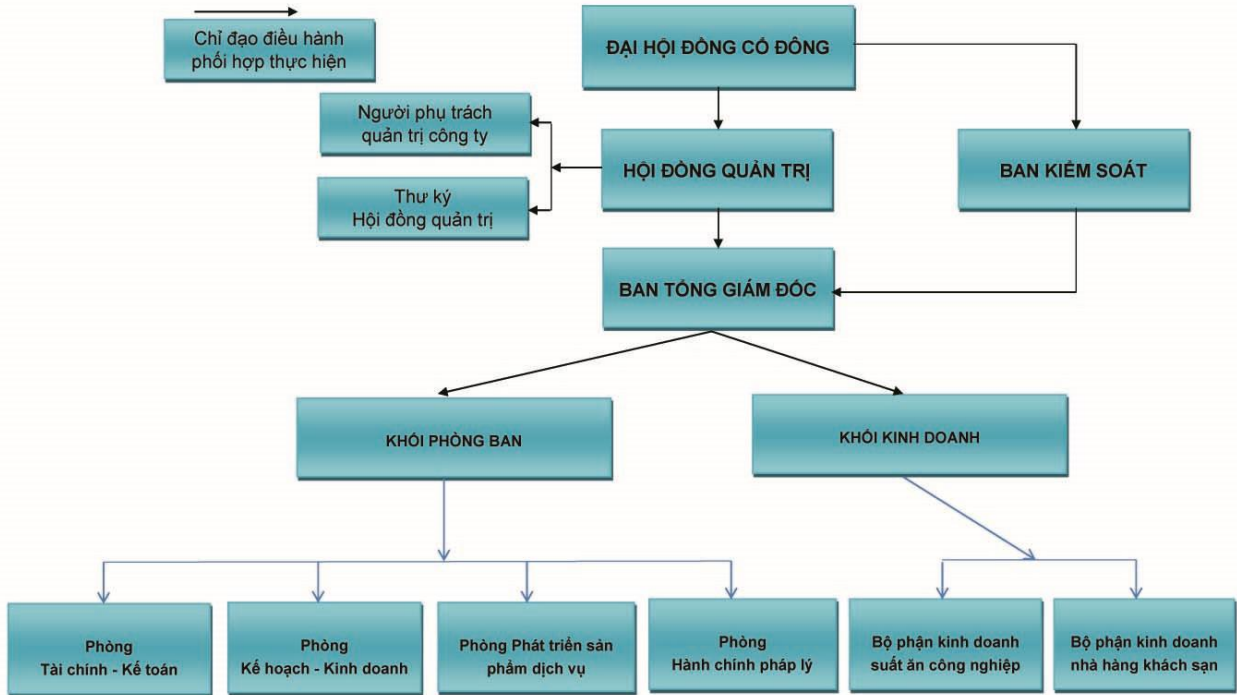 Chỉ đạo điều hành
phối hợp thực hiện
ĐẠI HỘI ĐỒNG CỔ ĐÔNG
Người phụ trách
quản trị công ty
HỘI ĐỒNG QUẢN TRỊ
BAN KIỂM SOÁT
Thư ký
Hội đồng quản trị
BAN TỔNG GIÁM ĐỐC
KHỐI PHÒNG BAN
KHỐI KINH DOANH
Phòng
Tài chính - Kế toán
Phòng
Kế hoạch - Kinh doanh
Phòng Phát triển sản
phẩm dịch vụ
Phòng
Hành chính pháp lý
Bộ phận kinh doanh
suất ăn công nghiệp
Bộ phận kinh doanh
nhà hàng khách sạn